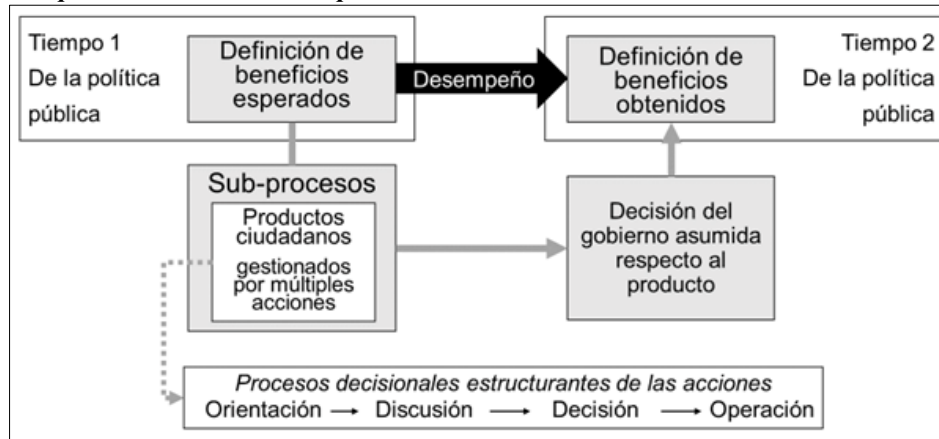 Tiempo 1
De la política
pública
Definición de
beneficios
esperados
Desempeño
Definición de
beneficios
obtenidos
Tiempo 2
De la política
pública
Sub-procesos
Productos
ciudadanos
gestionados
por múltiples
acciones
Decisión del
gobierno asumida
respecto al
producto
Procesos decisionales estructurantes de las acciones
Orientación → Discusión → Decisión → Operación